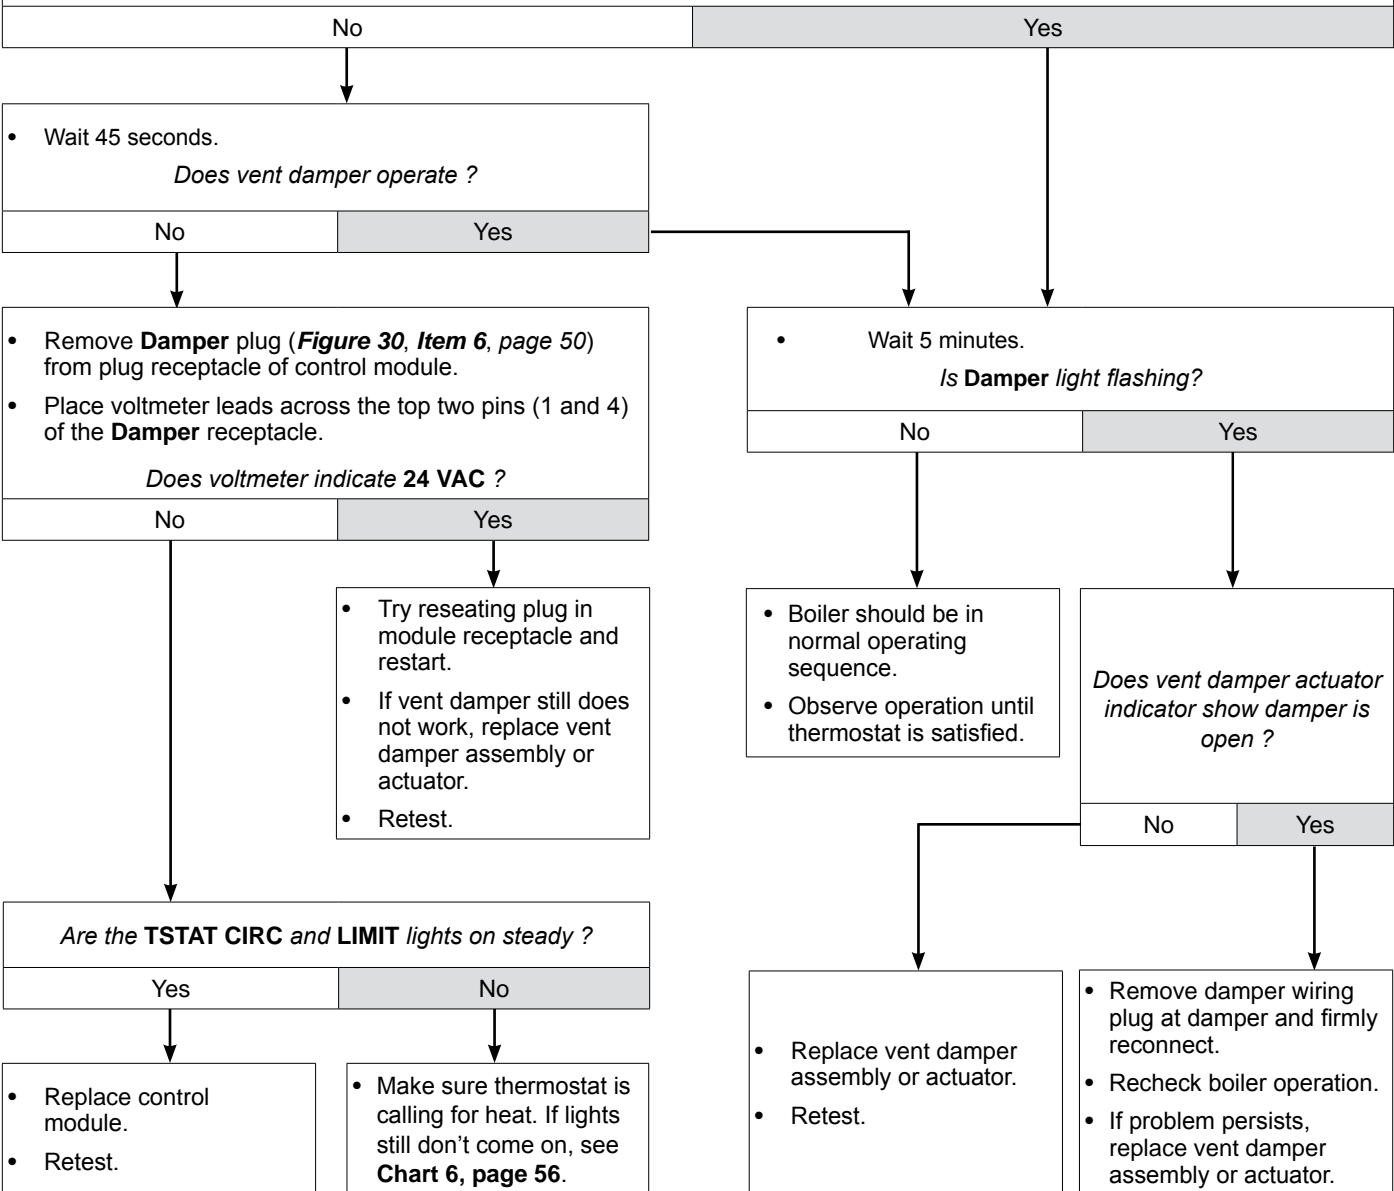 No
Yes
• Wait 45 seconds.
Does vent damper operate ?
No
Yes
• Remove Damper plug (Figure 30, Item 6, page 50)
from plug receptacle of control module.
• Place voltmeter leads across the top two pins (1 and 4)
of the Damper receptacle.
Does voltmeter indicate 24 VAC ?
No
Yes
• Wait 5 minutes.
Is Damper light flashing?
No
Yes
• Try reseating plug in
module receptacle and
restart.
• If vent damper still does
not work, replace vent
damper assembly or
actuator.
• Retest.
• Boiler should be in
normal operating
sequence.
• Observe operation until
thermostat is satisfied.
Does vent damper actuator
indicator show damper is
open ?
No
Yes
Are the TSTAT CIRC and LIMIT lights on steady ?
Yes
No
• Replace control
module.
• Retest.
• Make sure thermostat is
calling for heat. If lights
still don't come on, see
Chart 6, page 56.
• Replace vent damper
assembly or actuator.
• Retest.
• Remove damper wiring
plug at damper and firmly
reconnect.
• Recheck boiler operation.
• If problem persists,
replace vent damper
assembly or actuator.